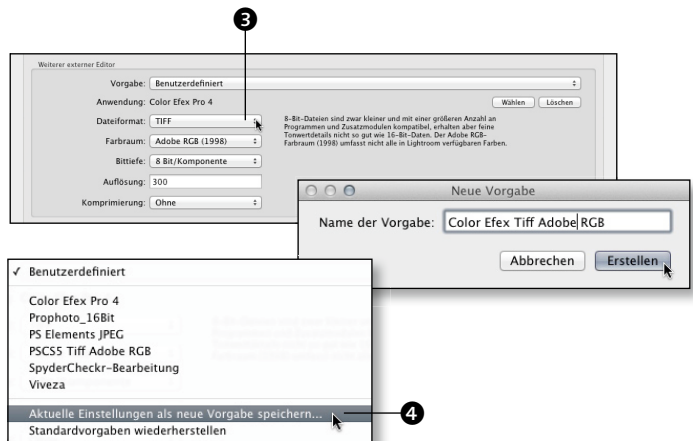 3
Weiterer externer Editor
Vorgabe: Benutzerdefiniert
Anwendung: Color Efex Pro 4 Wählen Löschen
Dateiformat: TIFF
8-Bit-Dateien sind zwar kleiner und mit einer größeren Anzahl an
Programmen und Zusatzmodulen kompatibel, erhalten aber feine
Tonwertdetails nicht so gut wie 16-Bit-Daten. Der Adobe RGB-
Farbraum (1998) umfasst nicht alle in Lightroom verfügbaren Farben.
Farbraum: Adobe RGB (1998)
Bittiefe: 8 Bit/Komponente
Auflösung: 300
Komprimierung: Ohne
Neue Vorgabe
Name der Vorgabe: Color Efex Tiff Adobe RGB
Abbrechen Erstellen
✓ Benutzerdefiniert
Color Efex Pro 4
Prophoto_16Bit
PS Elements JPEG
PSCS5 Tiff Adobe RGB
SpyderCheckr-Bearbeitung
Viveza
Aktuelle Einstellungen als neue Vorgabe speichern... 4
Standardvorgaben wiederherstellen